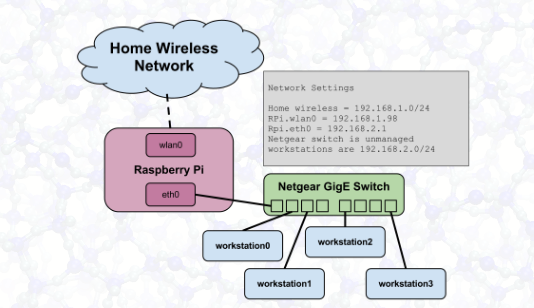 Home Wireless
Network
Network Settings
Home wireless = 192.168.1.0/24
RPi.wlan0 = 192.168.1.98
Rpi.eth0 = 192.168.2.1
Netgear switch is unmanaged
workstations are 192.168.2.0/24
wlan0
Raspberry Pi
eth0
Netgear GigE Switch
workstation0
workstation2
workstation1
workstation3